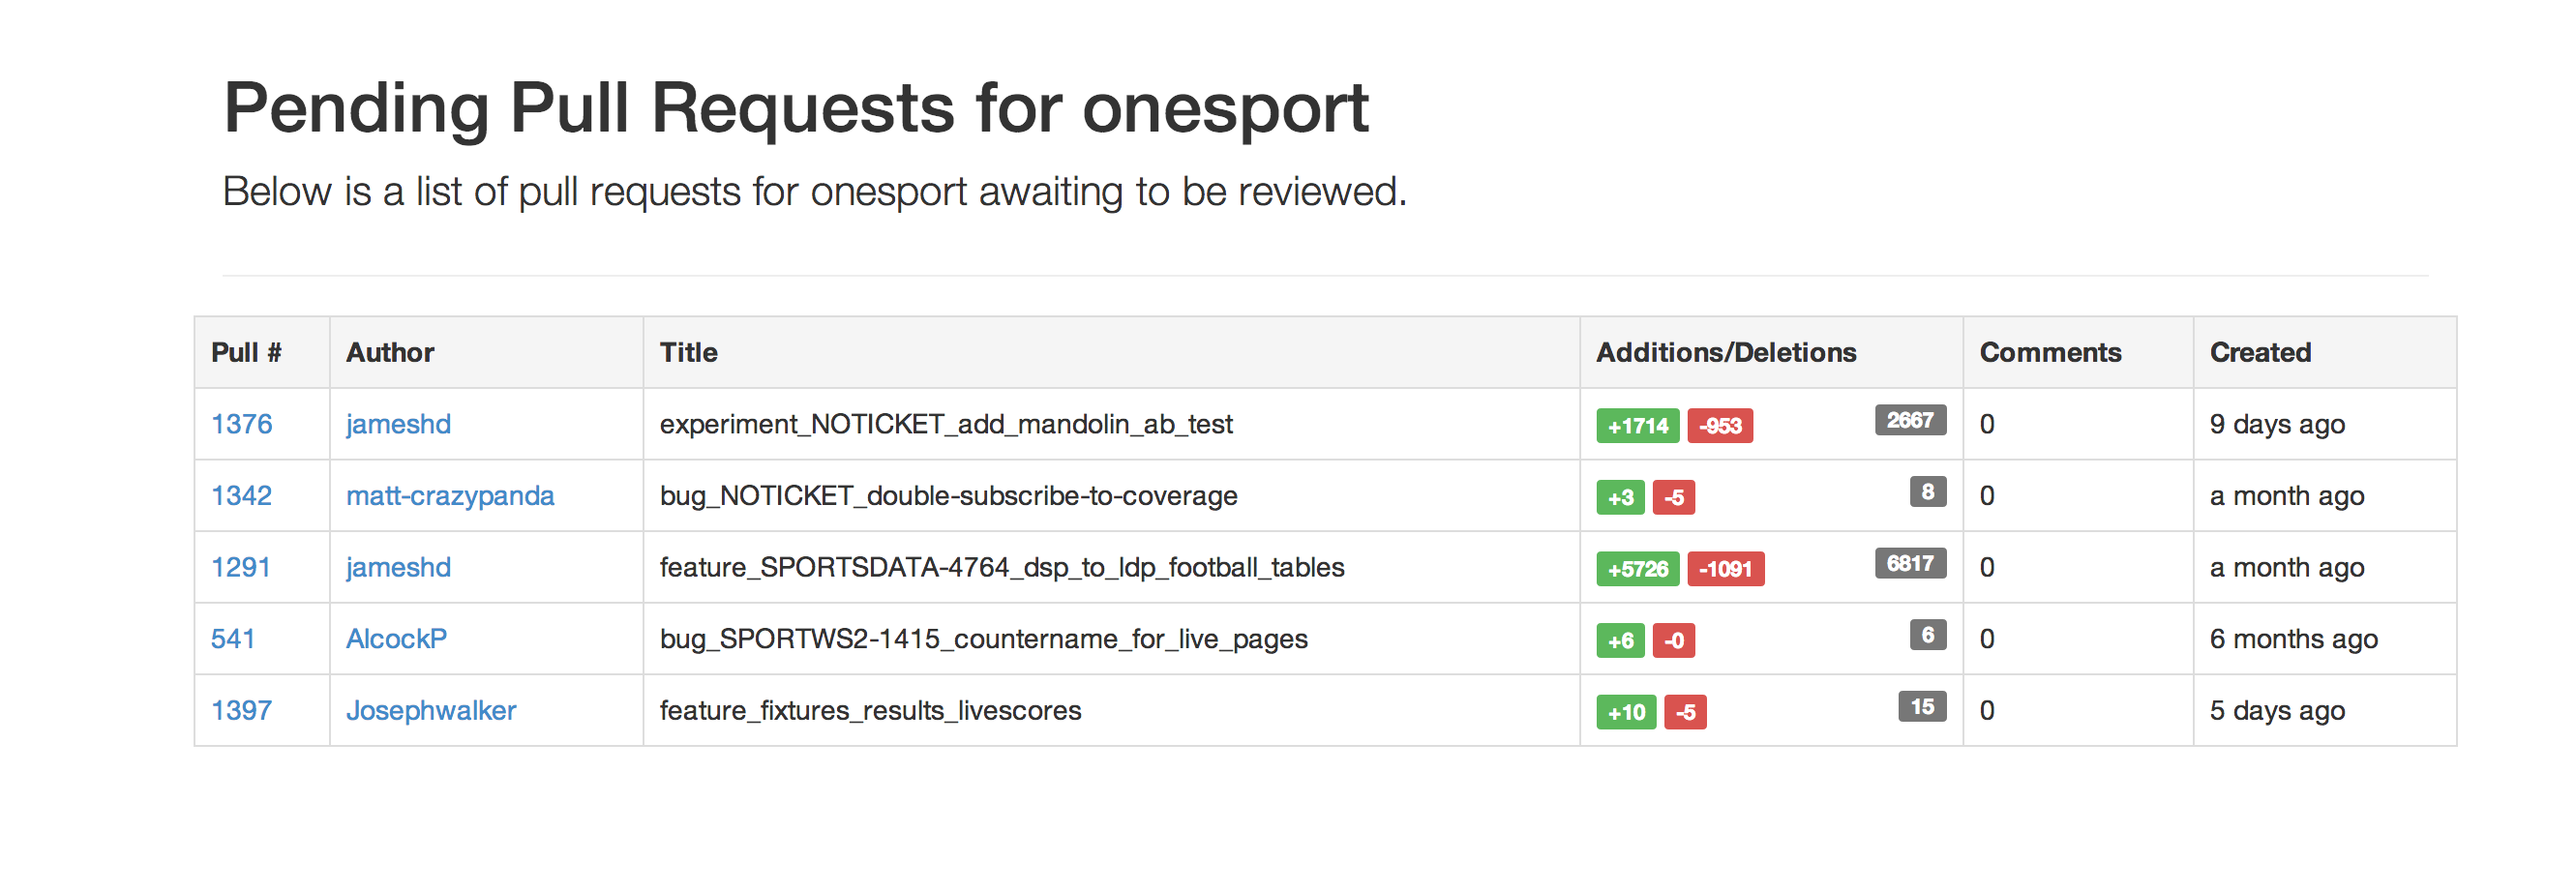 Pending Pull Requests for onesport
Below is a list of pull requests for onesport awaiting to be reviewed.
Pull # Author Title Additions/Deletions Comments Created
1376 jameshd experiment_NOTICKET_add_mandolin_ab_test +1714 -953 2667 0 9 days ago
1342 matt-crazypanda bug_NOTICKET_double-subscribe-to-coverage +3 -5 8 0 a month ago
1291 jameshd feature_SPORTSDATA-4764_dsp_to_ldp_football_tables +5726 -1091 6817 0 a month ago
541 AlcockP bug_SPORTWS2-1415_countername_for_live_pages +6 -0 6 0 6 months ago
1397 Josephwalker feature_fixtures_results_livescores +10 -5 15 0 5 days ago